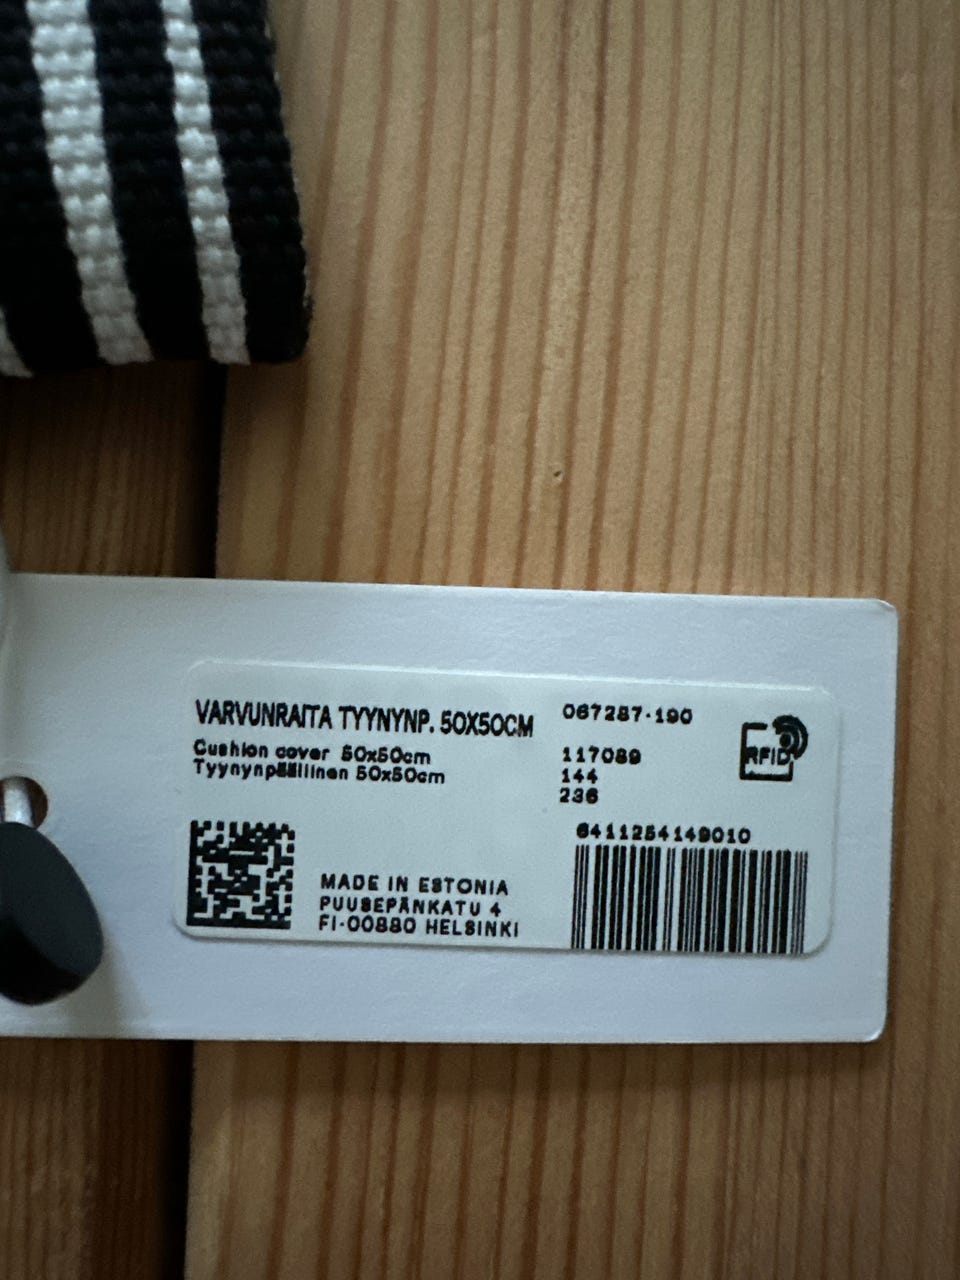 VARVUNRAITA TYYNYNP. 50X50CM
Cushion cover 50x50cm
Tyynynpäällinen 50x50cm
067287-190
117089
144
236
RFID
6411254149010
MADE IN ESTONIA
PUUSEPÄNKATU 4
FI-00880 HELSINKI